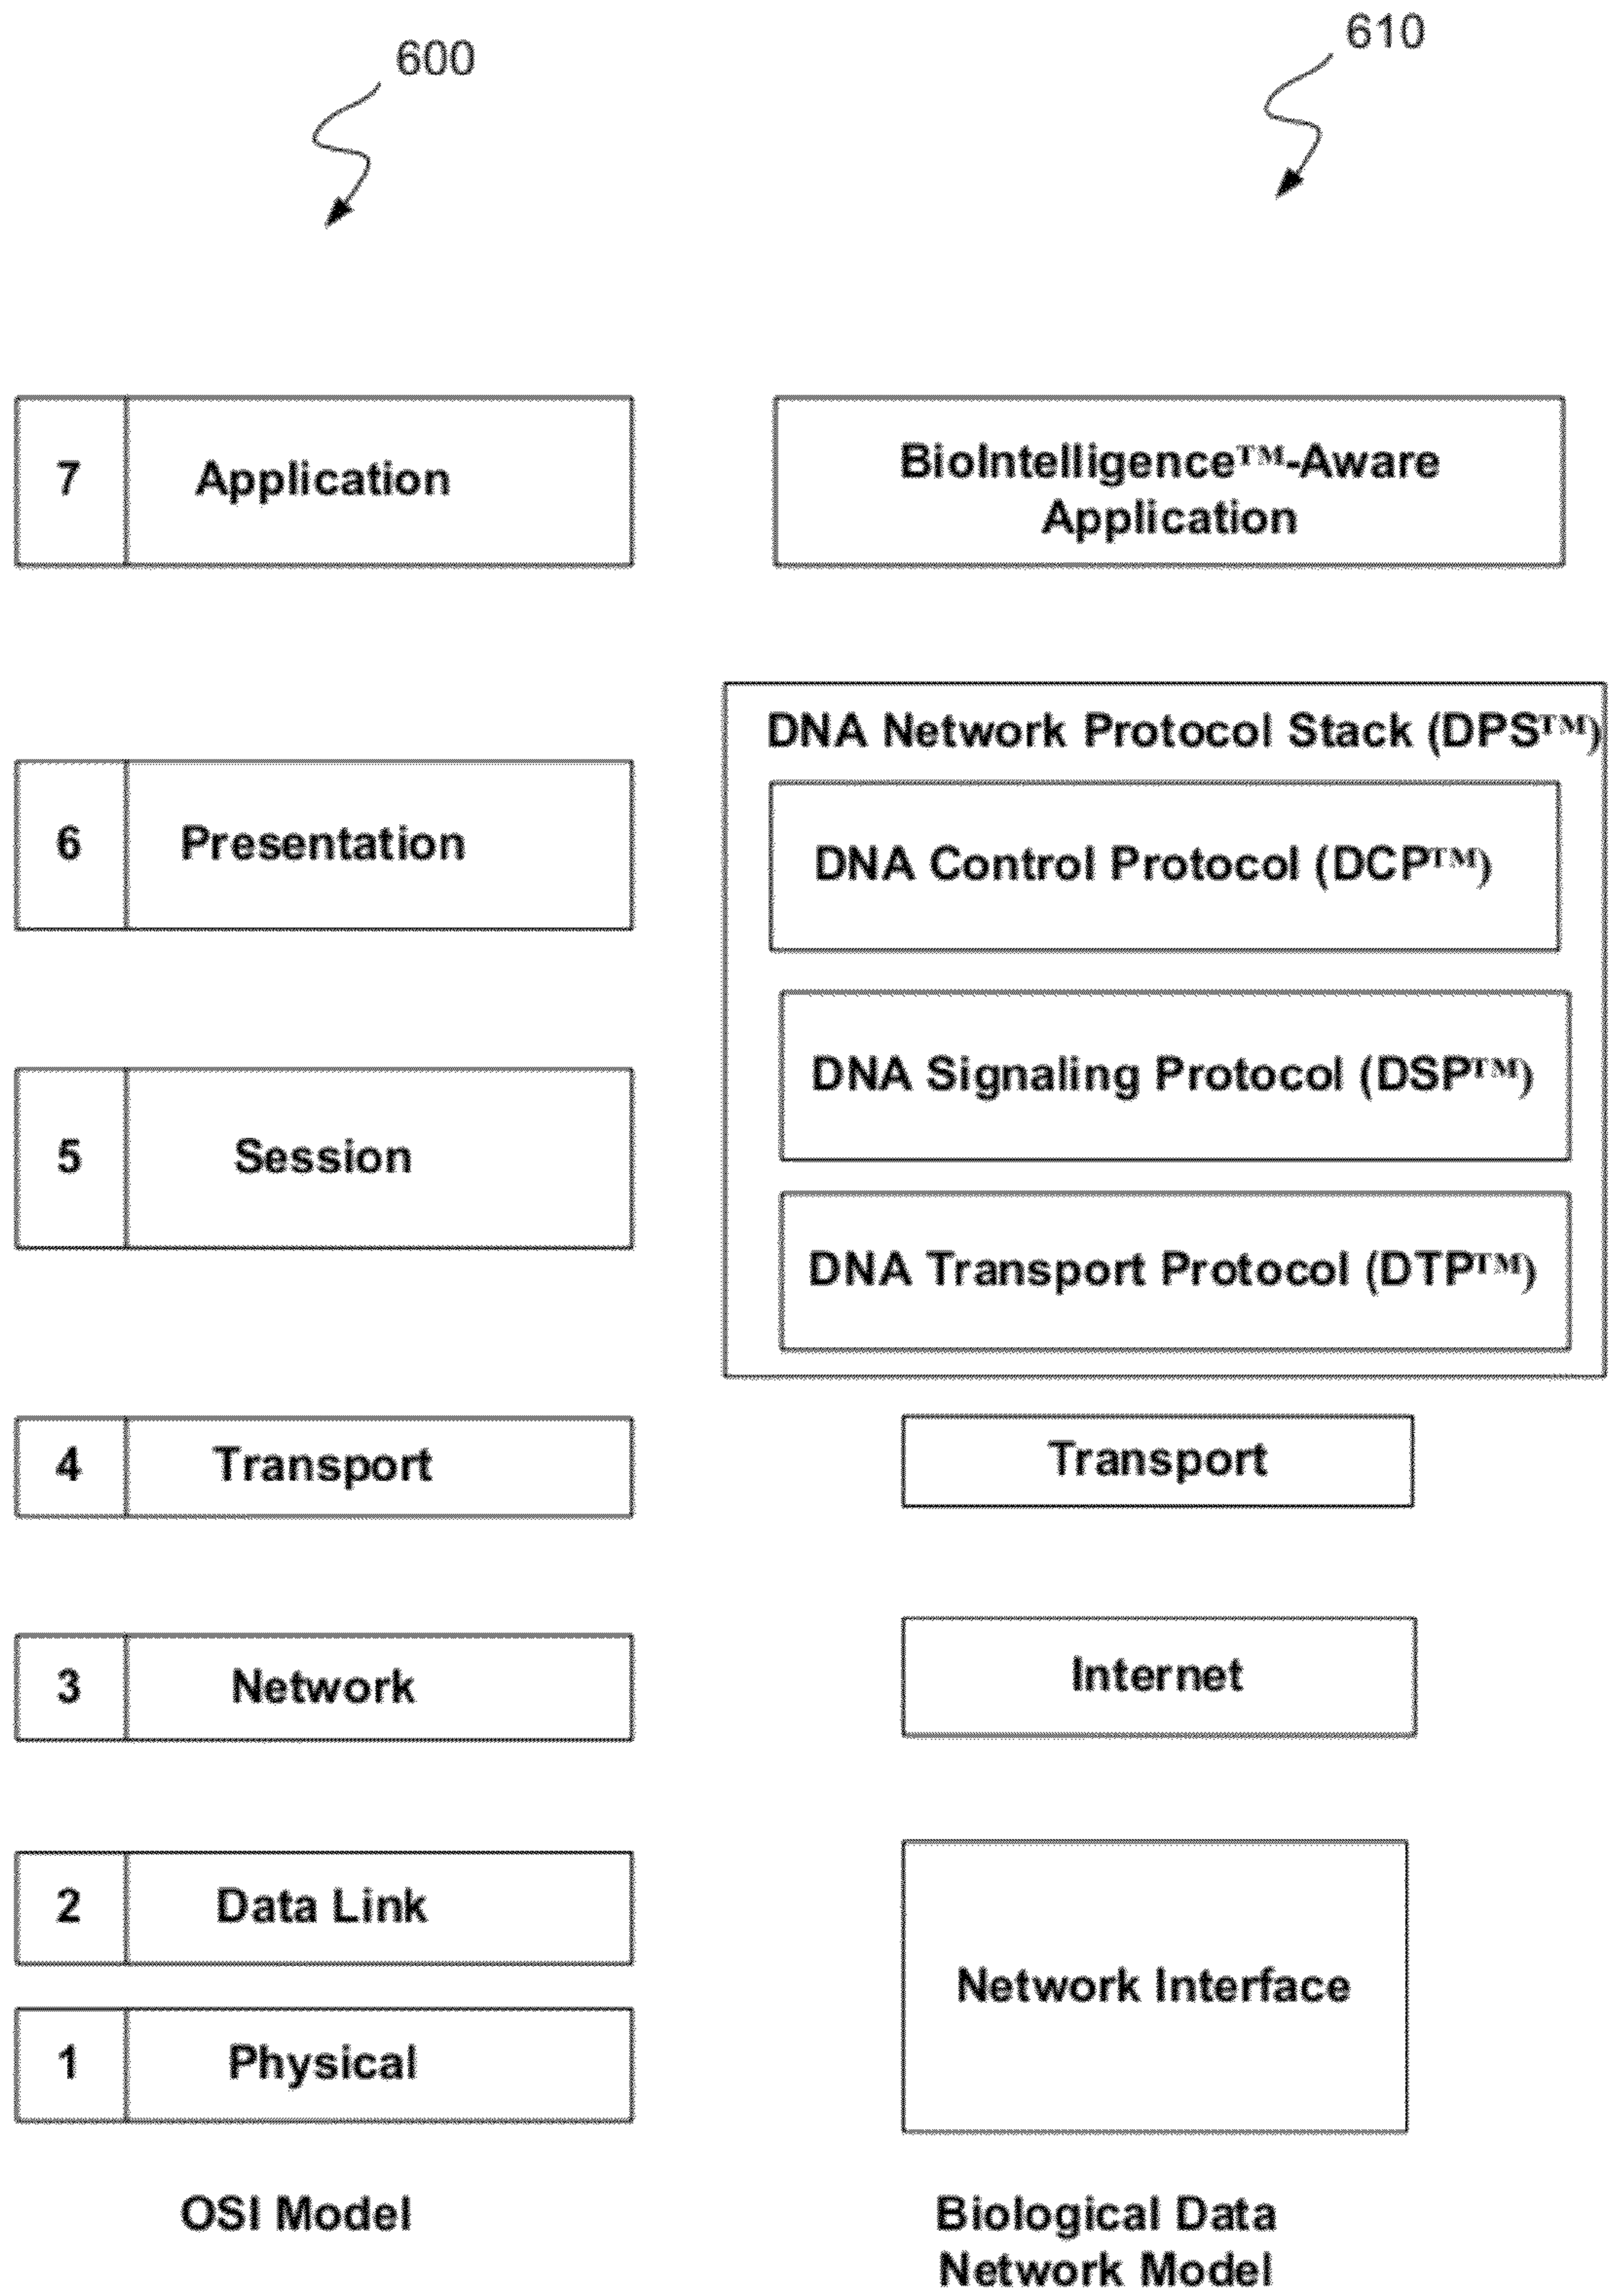 600
610
7 Application
BioIntelligence™-Aware
Application
DNA Network Protocol Stack (DPS™)
6 Presentation
DNA Control Protocol (DCP™)
DNA Signaling Protocol (DSP™)
5 Session
DNA Transport Protocol (DTP™)
4 Transport
Transport
3 Network
Internet
2 Data Link
Network Interface
1 Physical
OSI Model
Biological Data
Network Model